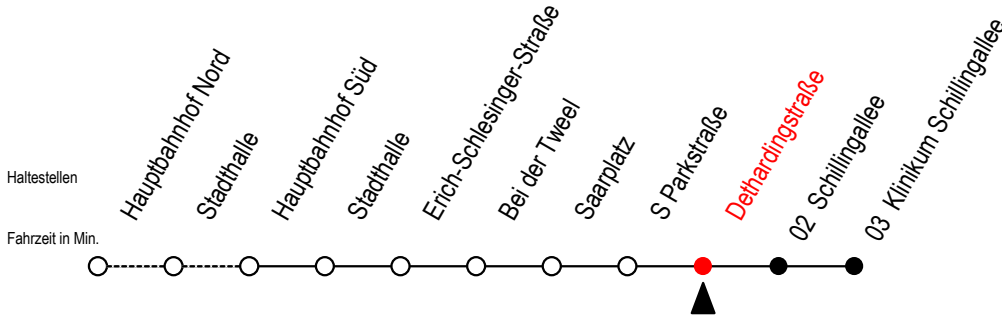 Haltestellen
Fahrzeit in Min.
Hauptbahnhof Nord
Stadthalle
Hauptbahnhof Süd
Stadthalle
Erich-Schlesinger-Straße
Bei der Tweel
Saarplatz
S Parkstraße
Dethardingstraße
02 Schillingallee
03 Klinikum Schillingallee